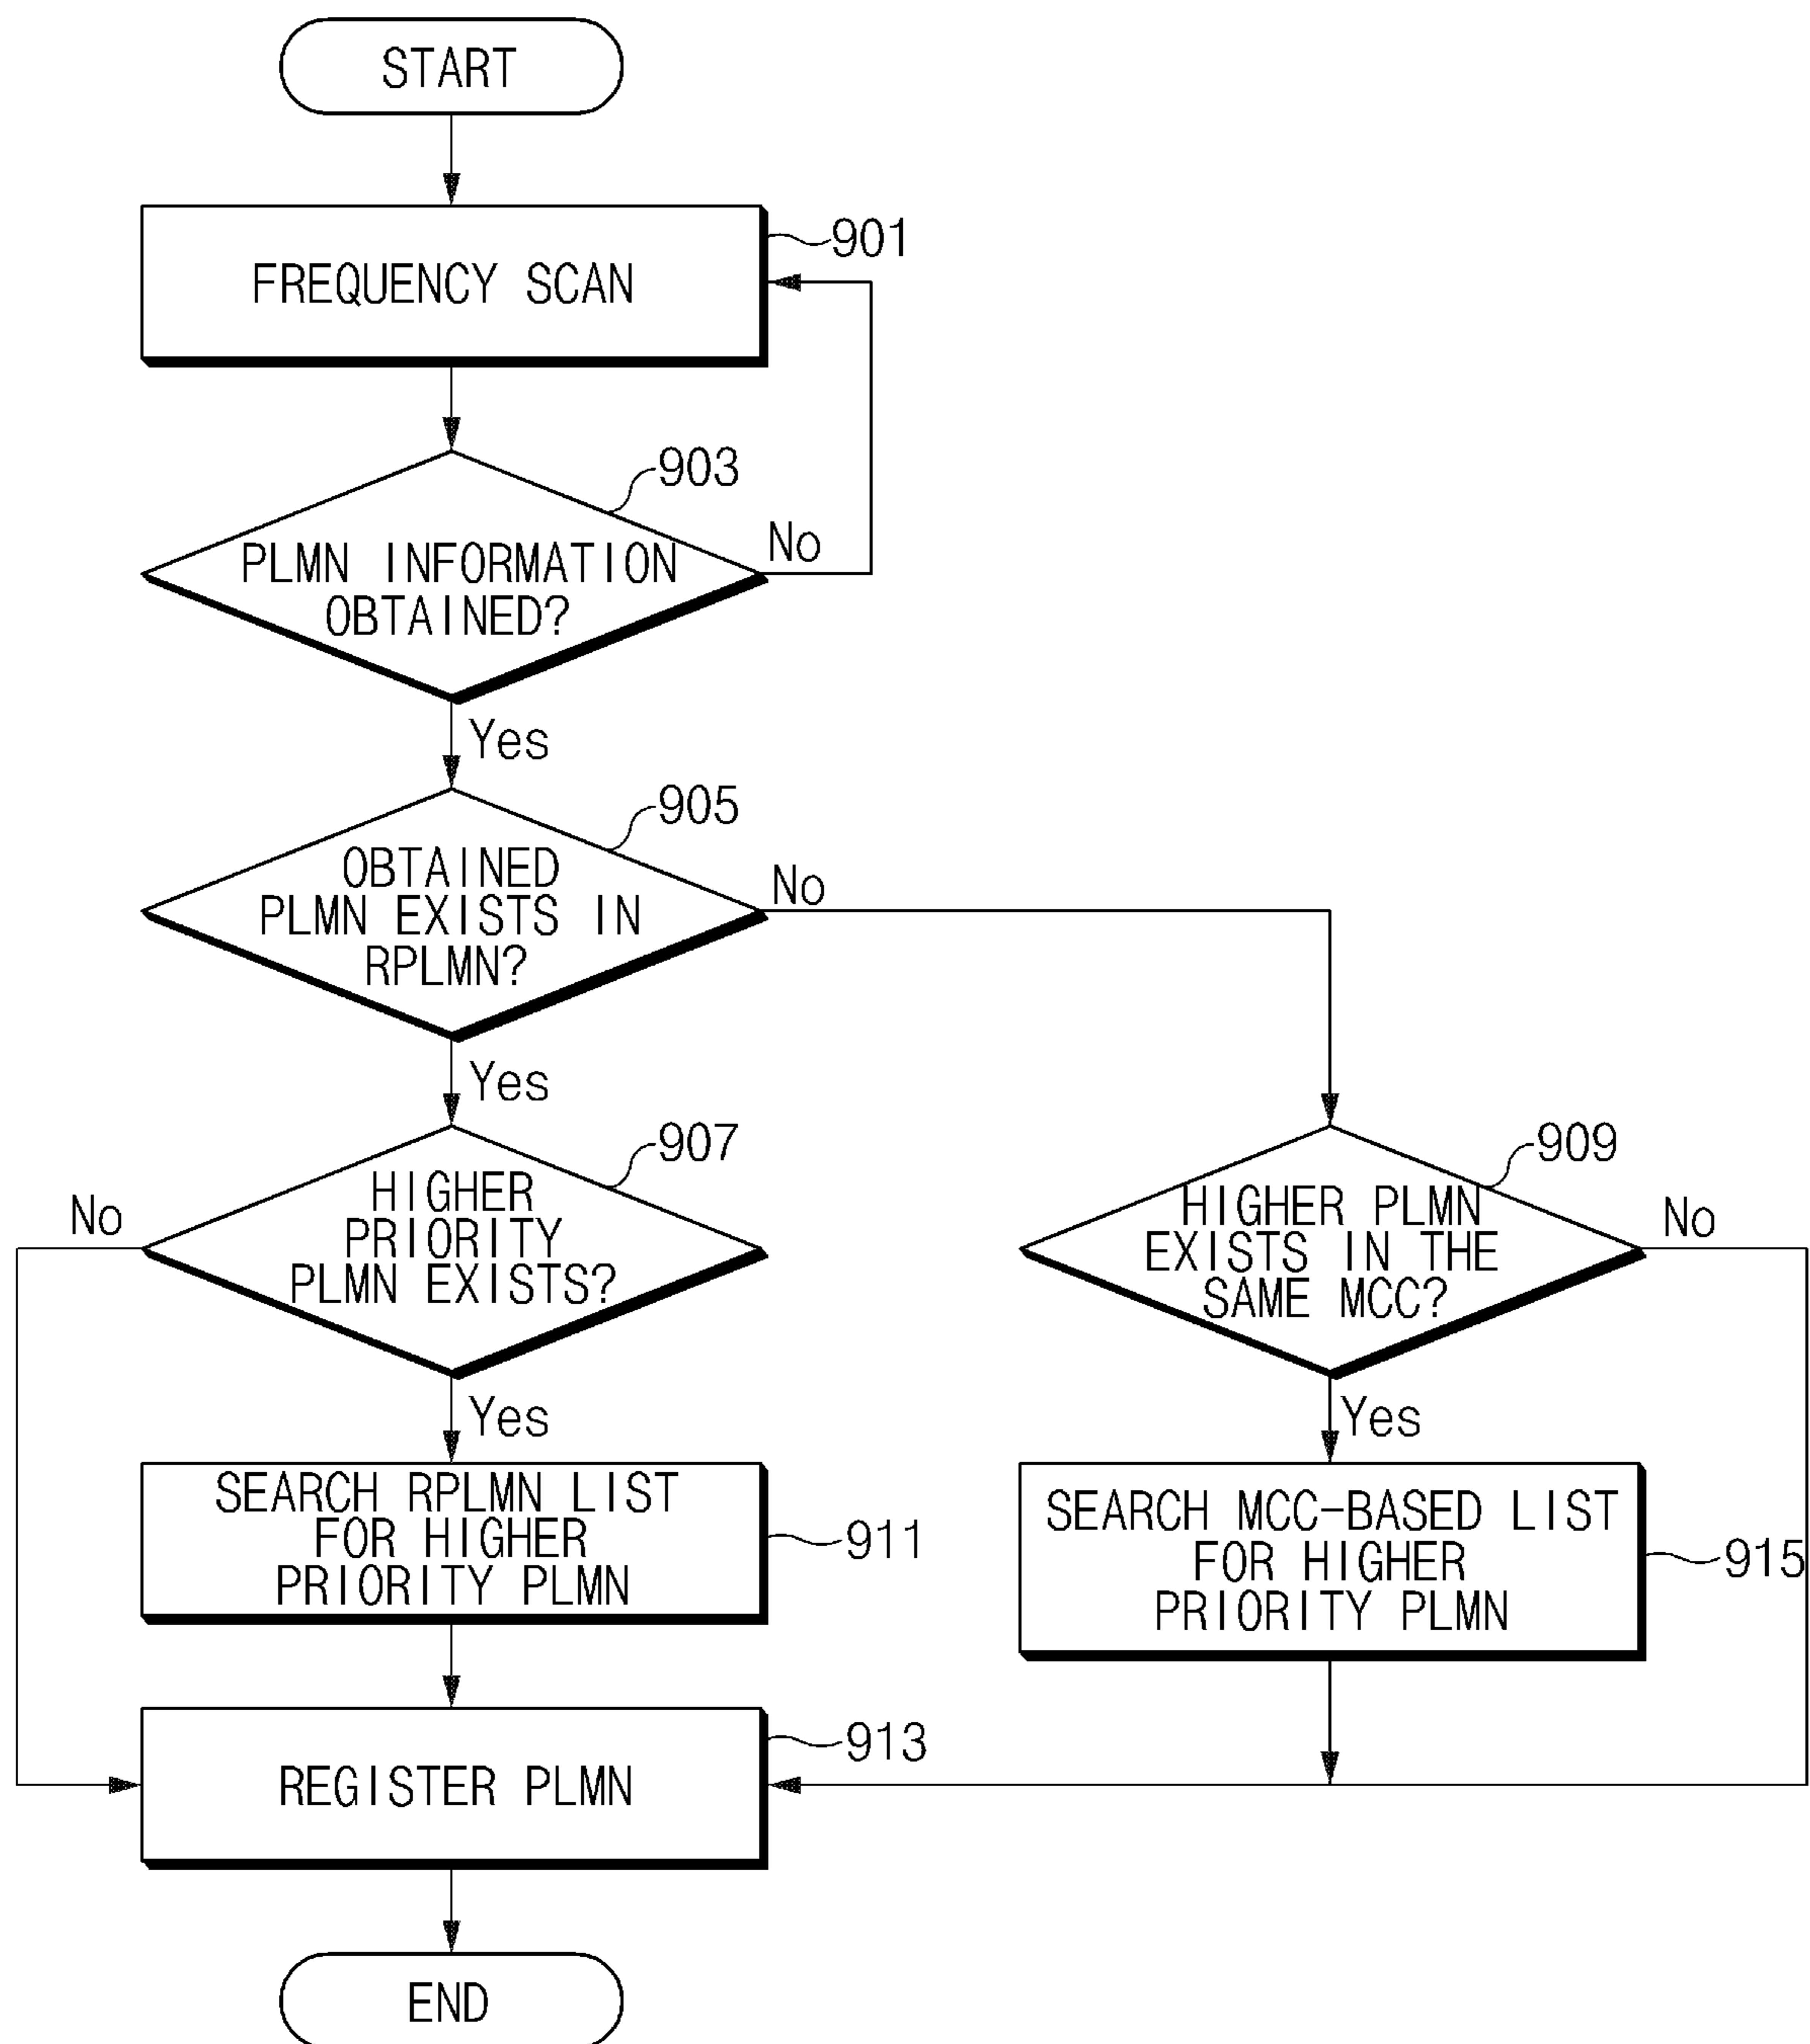 START
FREQUENCY SCAN
901
903
PLMN INFORMATION
OBTAINED?
No
Yes
905
OBTAINED
PLMN EXISTS IN
RPLMN?
No
Yes
907
HIGHER
PRIORITY
PLMN EXISTS?
No
Yes
909
HIGHER PLMN
EXISTS IN THE
SAME MCC?
No
Yes
SEARCH RPLMN LIST
FOR HIGHER
PRIORITY PLMN
911
SEARCH MCC-BASED LIST
FOR HIGHER
PRIORITY PLMN
915
REGISTER PLMN
913
END